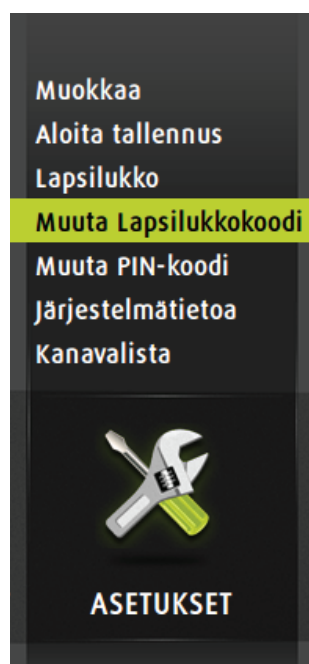 Muokkaa
Aloita tallennus
Lapsilukko
Muuta Lapsilukkokoodi
Muuta PIN-koodi
Järjestelmätietoa
Kanavalista
ASETUKSET